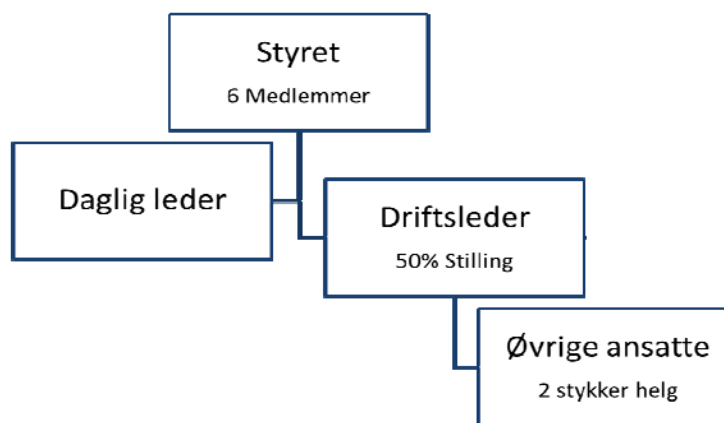 Styret
6 Medlemmer
Daglig leder
Driftsleder
50% Stilling
Øvrige ansatte
2 stykker helg